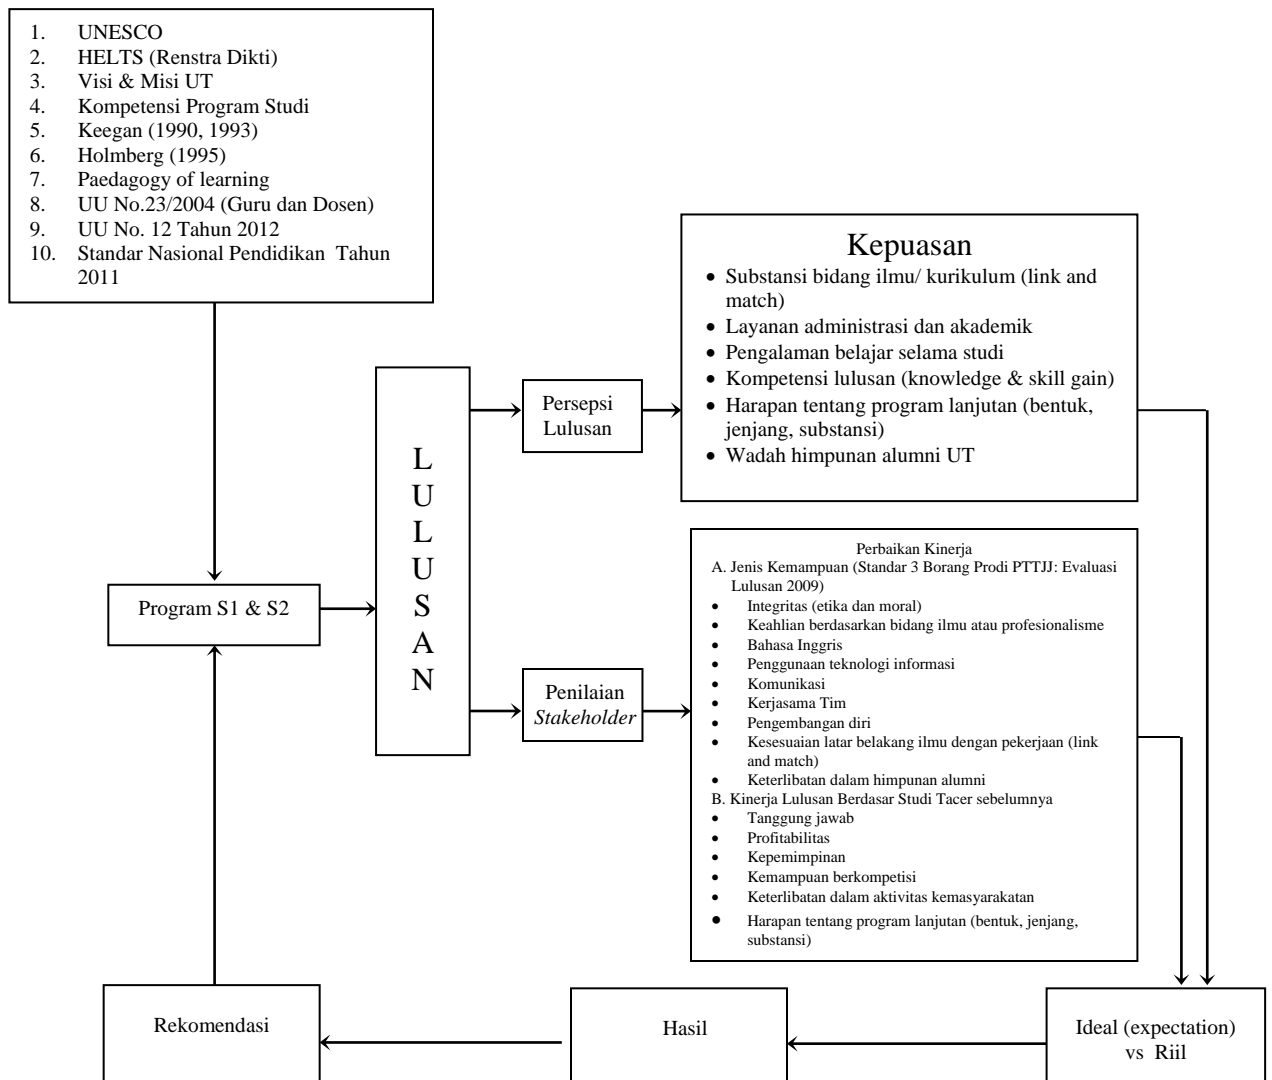 1. UNESCO
2. HELTS (Renstra Dikti)
3. Visi & Misi UT
4. Kompetensi Program Studi
5. Keegan (1990, 1993)
6. Holmberg (1995)
7. Paedagogy of learning
8. UU No.23/2004 (Guru dan Dosen)
9. UU No. 12 Tahun 2012
10. Standar Nasional Pendidikan Tahun
2011
Program S1 & S2
L
U
L
U
S
A
N
Persepsi
Lulusan
Kepuasan
• Substansi bidang ilmu/ kurikulum (link and
match)
• Layanan administrasi dan akademik
• Pengalaman belajar selama studi
• Kompetensi lulusan (knowledge & skill gain)
• Harapan tentang program lanjutan (bentuk,
jenjang, substansi)
• Wadah himpunan alumni UT
Penilaian
Stakeholder
Perbaikan Kinerja
A. Jenis Kemampuan (Standar 3 Borang Prodi PTTJJ: Evaluasi
Lulusan 2009)
• Integritas (etika dan moral)
• Keahlian berdasarkan bidang ilmu atau profesionalisme
• Bahasa Inggris
• Penggunaan teknologi informasi
• Komunikasi
• Kerjasama Tim
• Pengembangan diri
• Kesesuaian latar belakang ilmu dengan pekerjaan (link
and match)
• Keterlibatan dalam himpunan alumni
B. Kinerja Lulusan Berdasar Studi Tacer sebelumnya
• Tanggung jawab
• Profitabilitas
• Kepemimpinan
• Kemampuan berkompetisi
• Keterlibatan dalam aktivitas kemasyarakatan
• Harapan tentang program lanjutan (bentuk, jenjang,
substansi)
Rekomendasi
Hasil
Ideal (expectation)
vs Riil